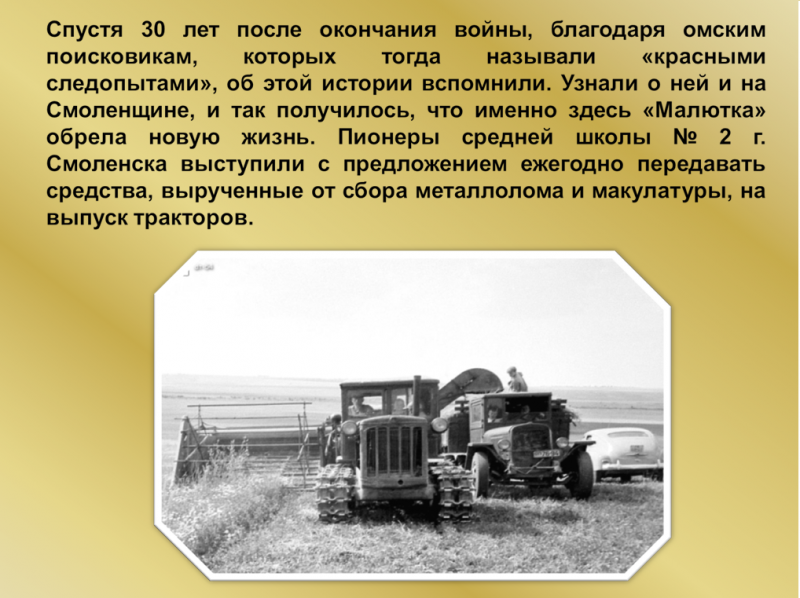 Спустя 30 лет после окончания войны, благодаря омским
поисковикам, которых тогда называли «красными
следопытами», об этой истории вспомнили. Узнали о ней и на
Смоленщине, и так получилось, что именно здесь «Малютка»
обрела новую жизнь. Пионеры средней школы № 2 г.
Смоленска выступили с предложением ежегодно передавать
средства, вырученные от сбора металлолома и макулатуры, на
выпуск тракторов.